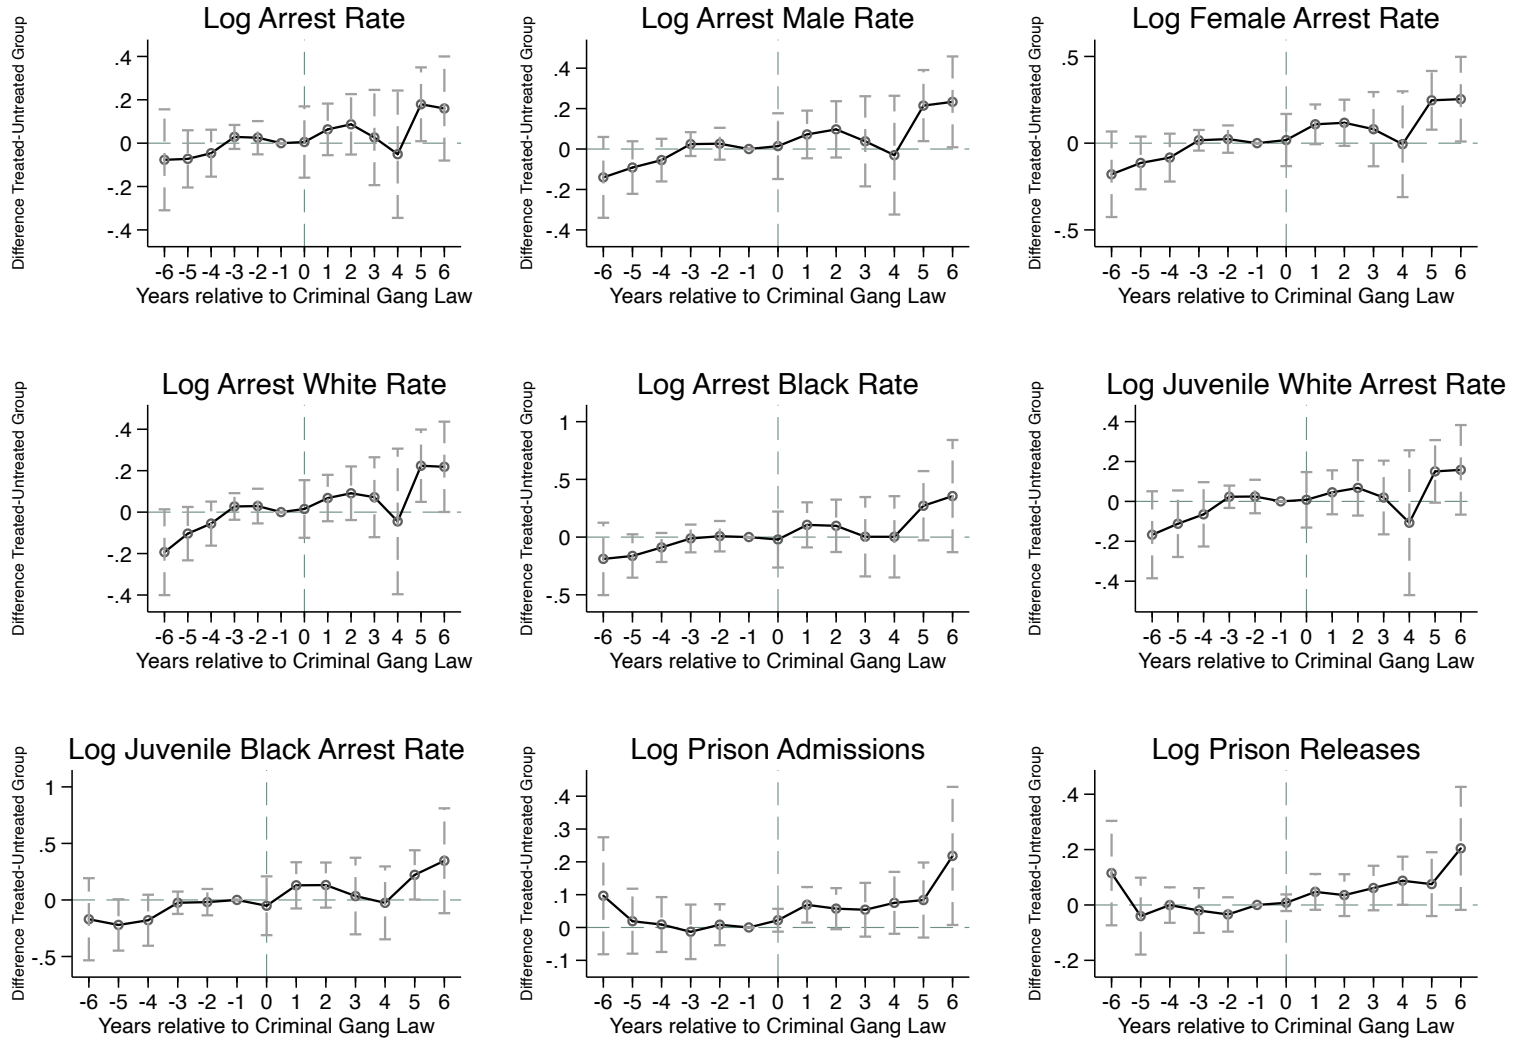 Log Arrest Rate
Difference Treated-Untreated Group
.4
.2
0
-.2
-.4
-6 -5 -4 -3 -2 -1 0 1 2 3 4 5 6
Years relative to Criminal Gang Law
Log Arrest Male Rate
Difference Treated-Untreated Group
.4
.2
0
-.2
-.4
-6 -5 -4 -3 -2 -1 0 1 2 3 4 5 6
Years relative to Criminal Gang Law
Log Female Arrest Rate
Difference Treated-Untreated Group
.5
0
-.5
-6 -5 -4 -3 -2 -1 0 1 2 3 4 5 6
Years relative to Criminal Gang Law
Log Arrest White Rate
Difference Treated-Untreated Group
.4
.2
0
-.2
-.4
-6 -5 -4 -3 -2 -1 0 1 2 3 4 5 6
Years relative to Criminal Gang Law
Log Arrest Black Rate
Difference Treated-Untreated Group
1
.5
0
-.5
-6 -5 -4 -3 -2 -1 0 1 2 3 4 5 6
Years relative to Criminal Gang Law
Log Juvenile White Arrest Rate
Difference Treated-Untreated Group
.4
.2
0
-.2
-.4
-6 -5 -4 -3 -2 -1 0 1 2 3 4 5 6
Years relative to Criminal Gang Law
Log Juvenile Black Arrest Rate
Difference Treated-Untreated Group
1
.5
0
-.5
-6 -5 -4 -3 -2 -1 0 1 2 3 4 5 6
Years relative to Criminal Gang Law
Log Prison Admissions
Difference Treated-Untreated Group
.4
.3
.2
.1
0
-.1
-6 -5 -4 -3 -2 -1 0 1 2 3 4 5 6
Years relative to Criminal Gang Law
Log Prison Releases
Difference Treated-Untreated Group
.4
.2
0
-.2
-6 -5 -4 -3 -2 -1 0 1 2 3 4 5 6
Years relative to Criminal Gang Law